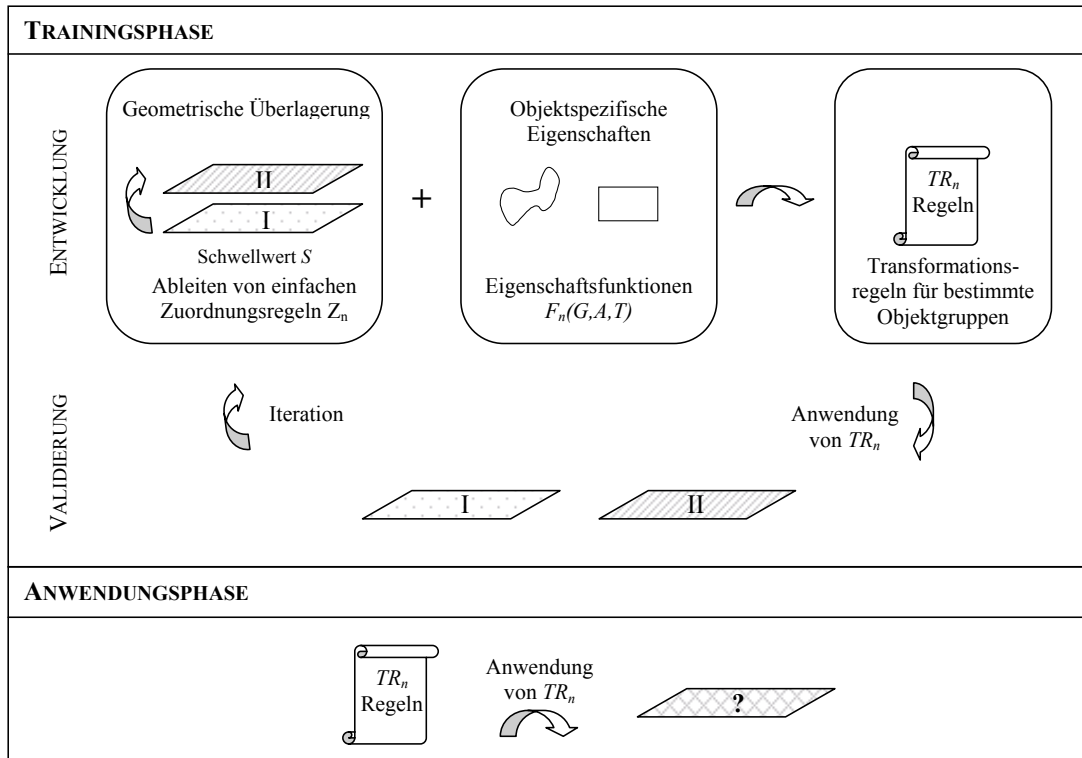 TRAININGSPHASE
ENTWICKLUNG
Geometrische Überlagerung
II
I
Schwellwert S
Ableiten von einfachen
Zuordnungsregeln Zn
+
Objektspezifische
Eigenschaften
Eigenschaftsfunktionen
Fn(G,A,T)
TRn
Regeln
Transformations-
regeln für bestimmte
Objektgruppen
VALIDIERUNG
Iteration
Anwendung
von TRn
I
II
ANWENDUNGSPHASE
TRn
Regeln
Anwendung
von TRn
?